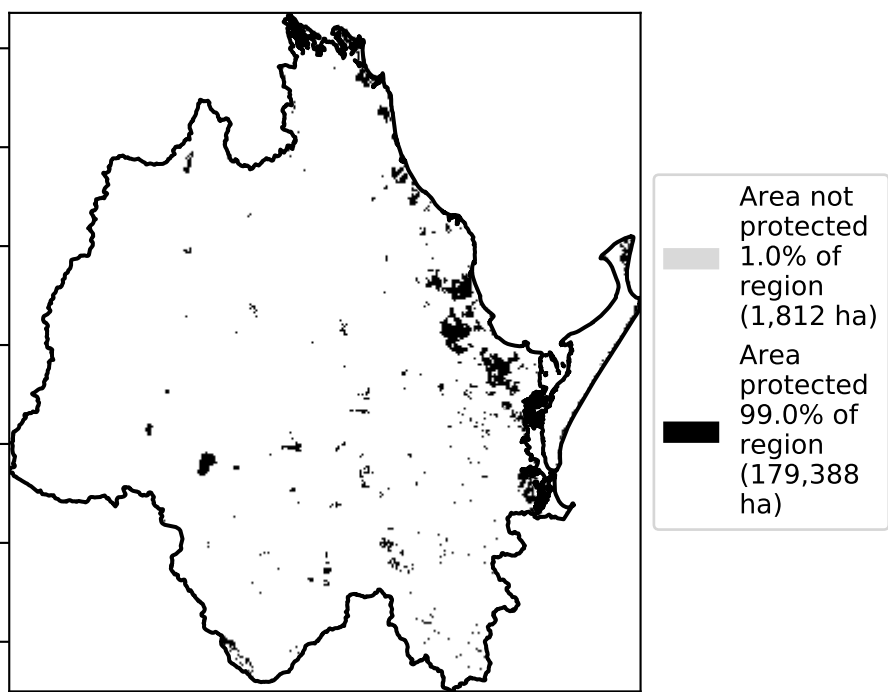 Area not
protected
1.0% of
region
(1,812 ha)
Area
protected
99.0% of
region
(179,388
ha)